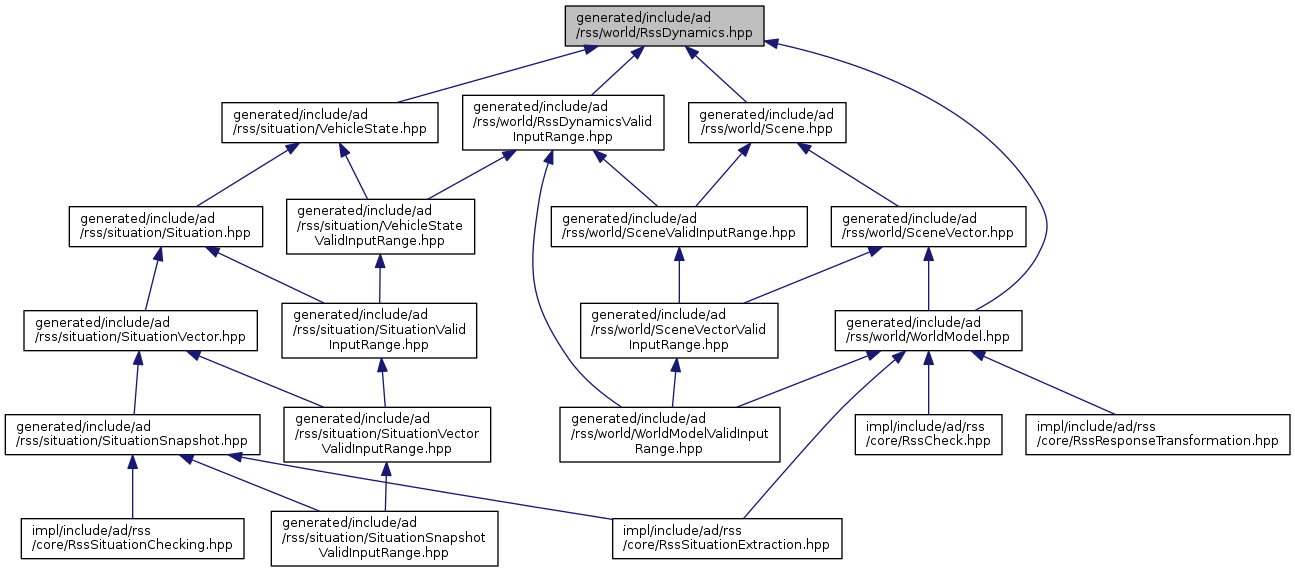 generated/include/ad
/rss/world/RssDynamics.hpp
generated/include/ad
/rss/situation/VehicleState.hpp
generated/include/ad
/rss/world/RssDynamicsValid
InputRange.hpp
generated/include/ad
/rss/world/Scene.hpp
generated/include/ad
/rss/situation/Situation.hpp
generated/include/ad
/rss/situation/VehicleState
ValidInputRange.hpp
generated/include/ad
/rss/world/SceneValidInputRange.hpp
generated/include/ad
/rss/world/SceneVector.hpp
generated/include/ad
/rss/situation/SituationVector.hpp
generated/include/ad
/rss/situation/SituationValid
InputRange.hpp
generated/include/ad
/rss/world/SceneVectorValid
InputRange.hpp
generated/include/ad
/rss/world/WorldModel.hpp
generated/include/ad
/rss/situation/SituationSnapshot.hpp
generated/include/ad
/rss/situation/SituationVector
ValidInputRange.hpp
generated/include/ad
/rss/world/WorldModelValidInput
Range.hpp
impl/include/ad/rss
/core/RssCheck.hpp
impl/include/ad/rss
/core/RssResponseTransformation.hpp
impl/include/ad/rss
/core/RssSituationChecking.hpp
generated/include/ad
/rss/situation/SituationSnapshot
ValidInputRange.hpp
impl/include/ad/rss
/core/RssSituationExtraction.hpp